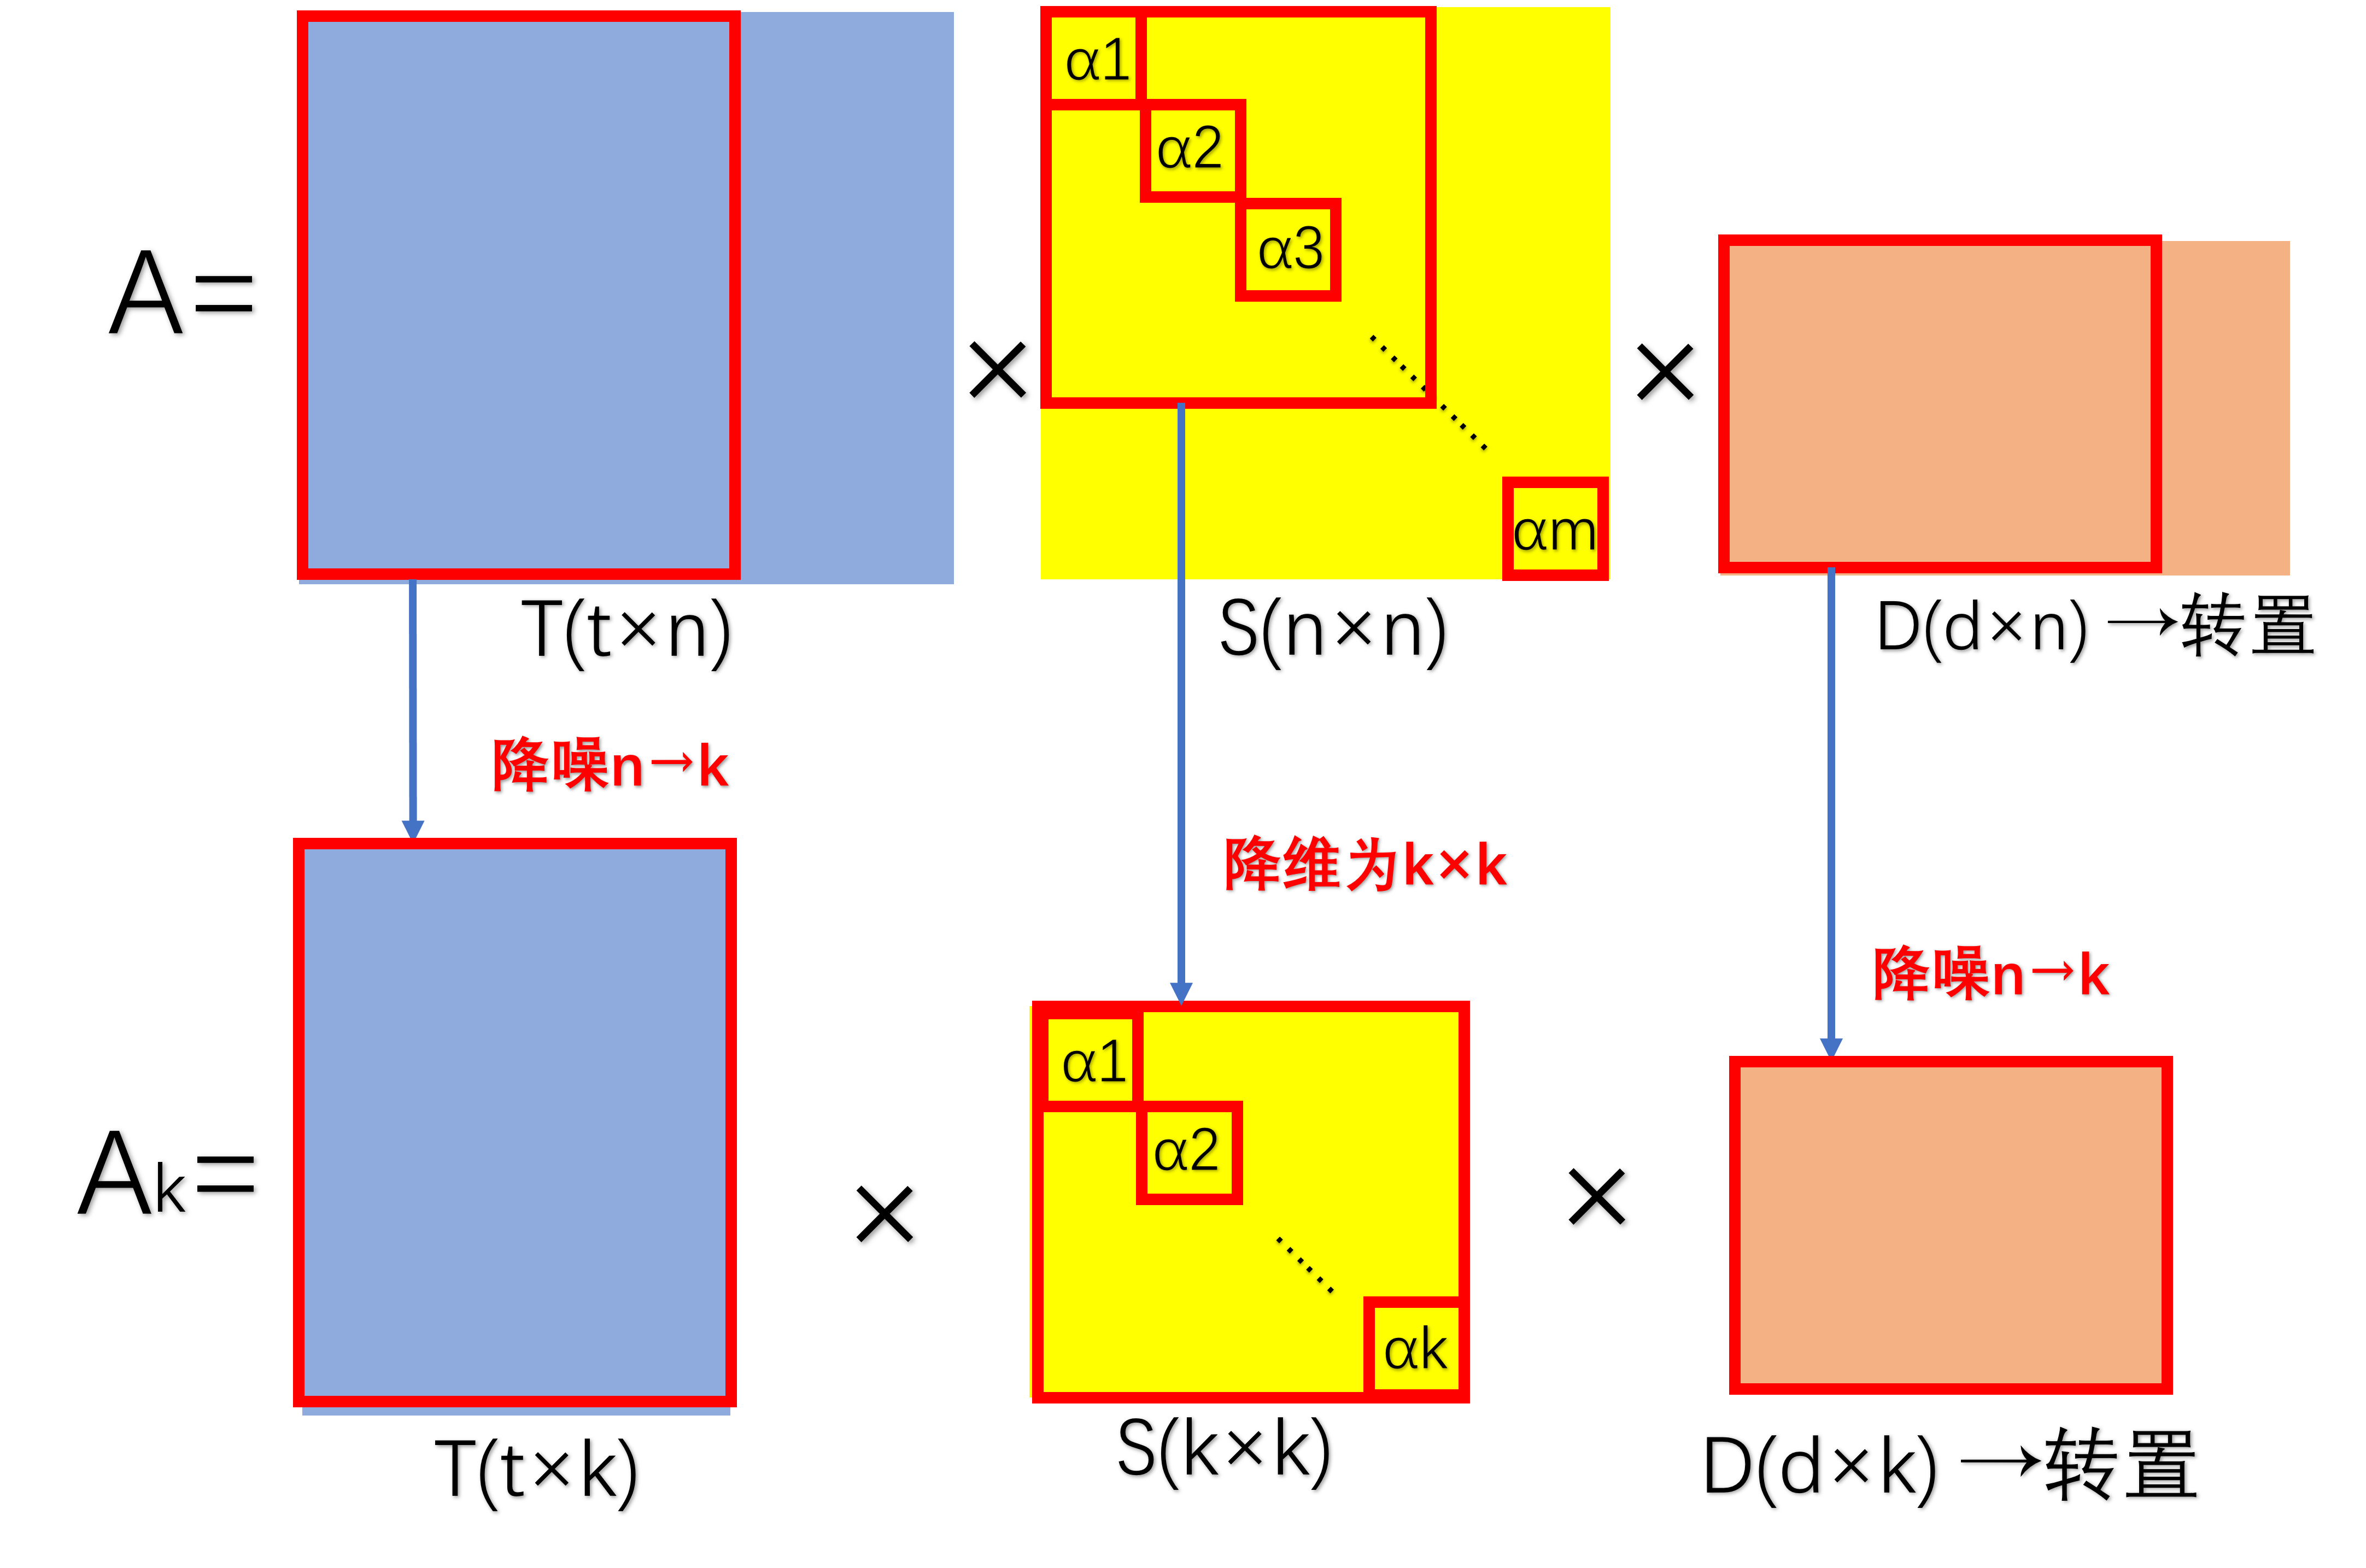 A=
×
α1
α2
α3
αm
×
T(t×n)
S(n×n)
D(d×n)→转置
降噪n→k
降维为k×k
降噪n→k
Ak=
×
α1
α2
αk
×
T(t×k)
S(k×k)
D(d×k)→转置